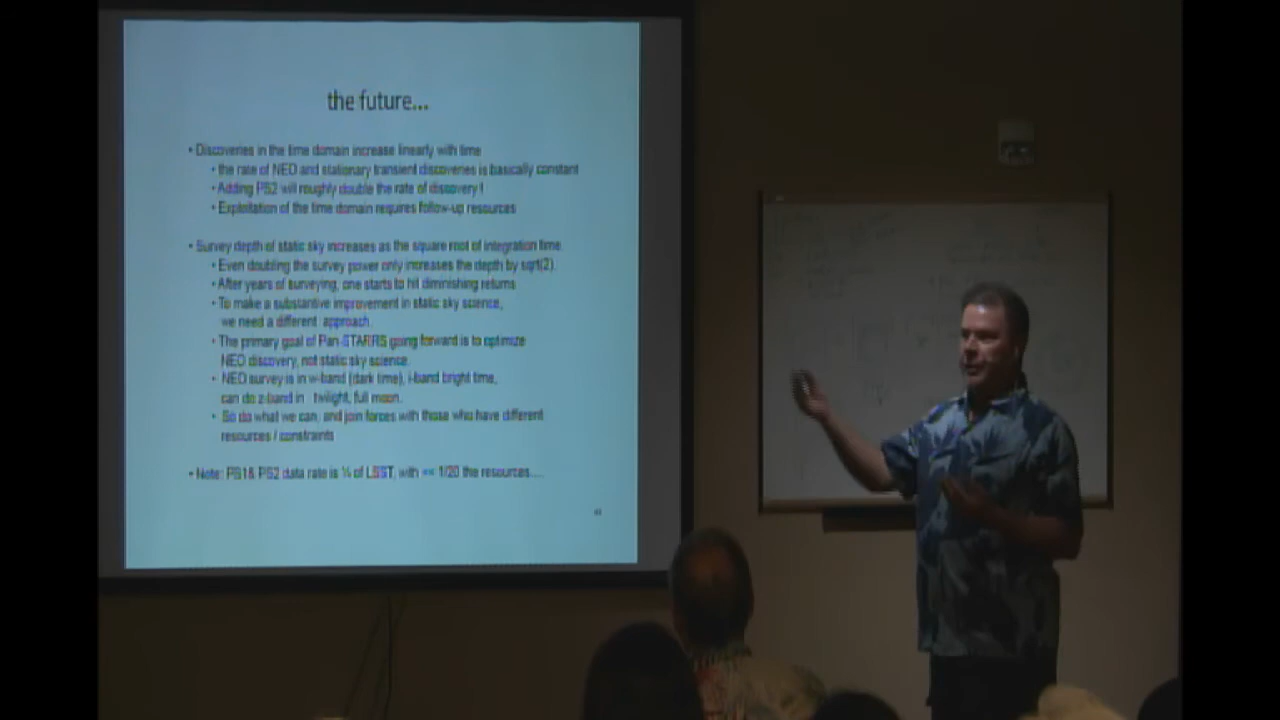 the future...
• Discoveries in the time domain increase linearly with time
• the rate of NEO and stationary transient discoveries is basically constant
• Adding PS2 will roughly double the rate of discovery!
• Exploitation of the time domain requires follow-up resources
• Survey depth of static sky increases as the square root of integration time.
• Even doubling the survey power only increases the depth by sqrt(2).
• After years of surveying, one starts to hit diminishing returns
• To make a substantive improvement in static sky science,
we need a different approach.
• The primary goal of Pan-STARRS going forward is to optimize
NEO discovery, not static sky science.
• NEO survey is in w-band (dark time), i-band bright time,
can do z-band in twilight, full moon.
• So do what we can, and join forces with those who have different
resources / constraints
• Note: PS1& PS2 data rate is ¼ of LSST, with << 1/20 the resources....